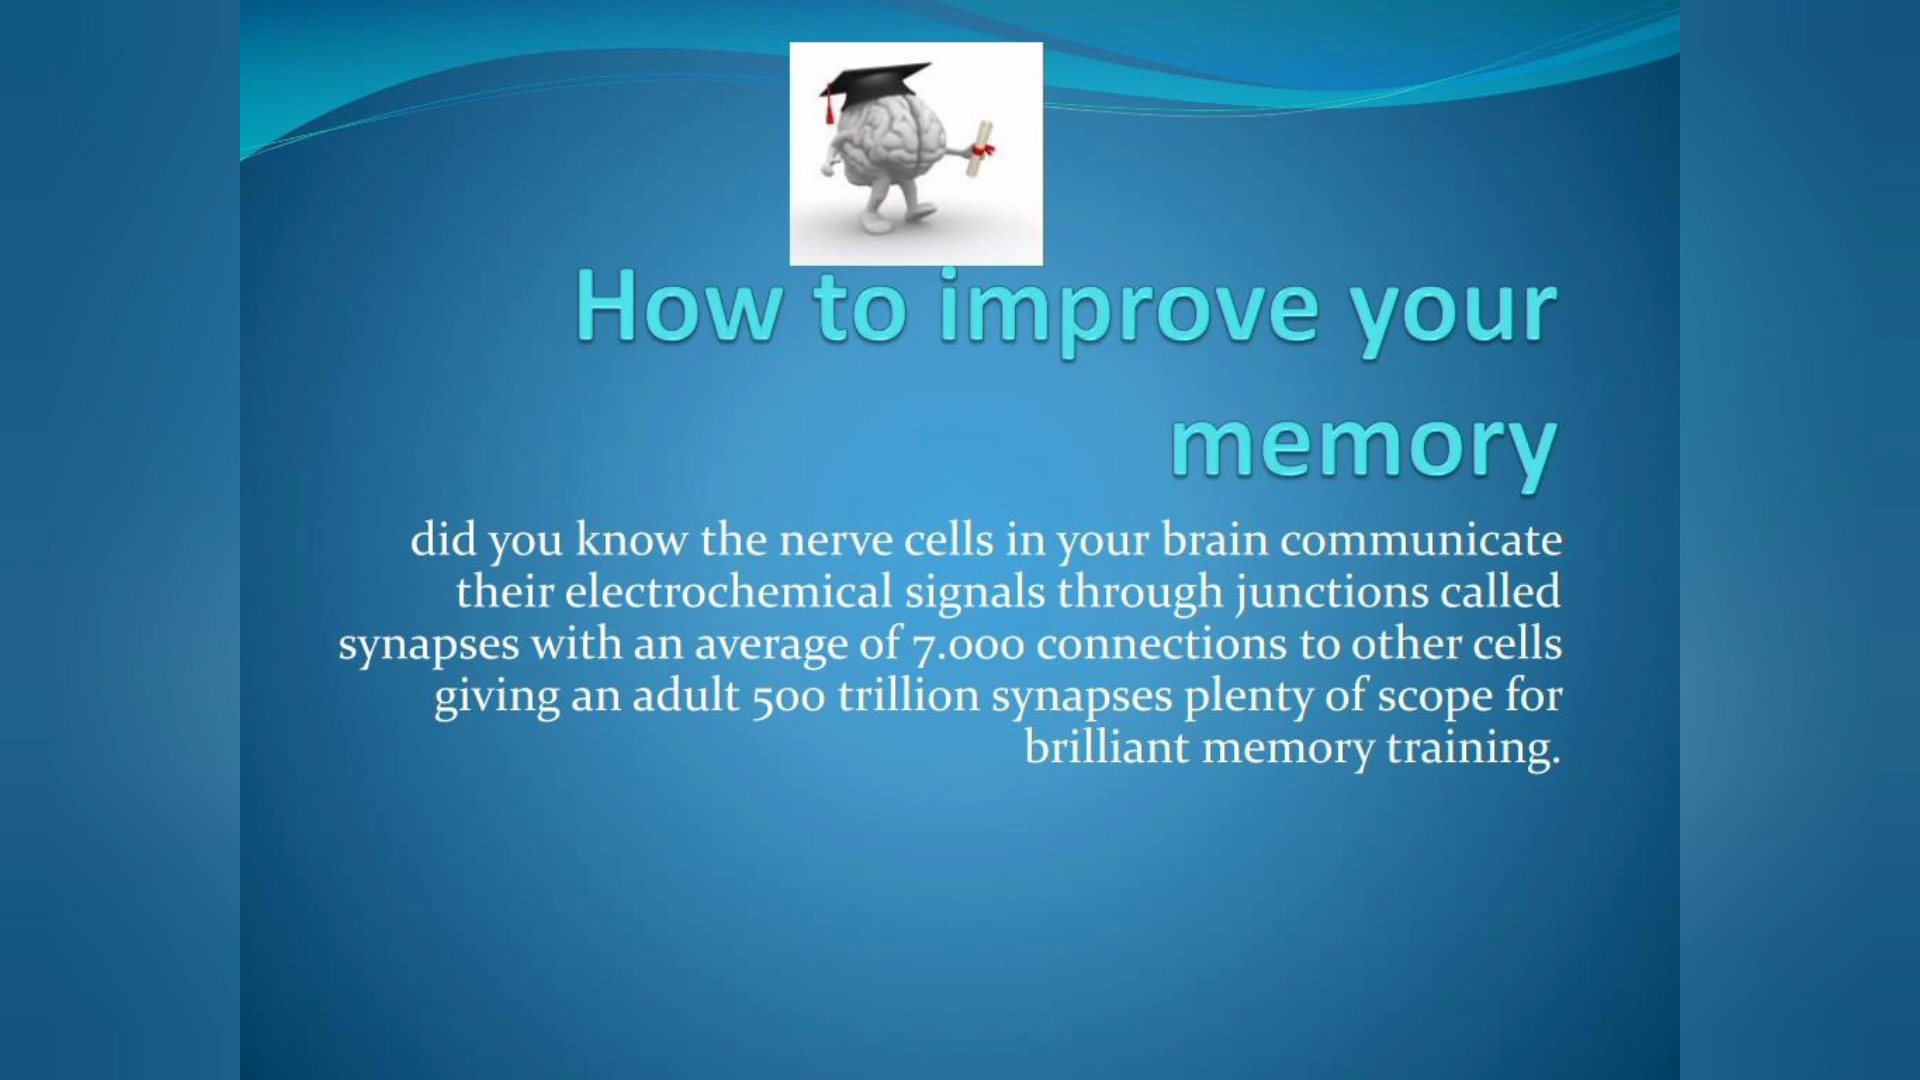 How to improve your
memory
did you know the nerve cells in your brain communicate
their electrochemical signals through junctions called
synapses with an average of 7.000 connections to other cells
giving an adult 500 trillion synapses plenty of scope for
brilliant memory training.